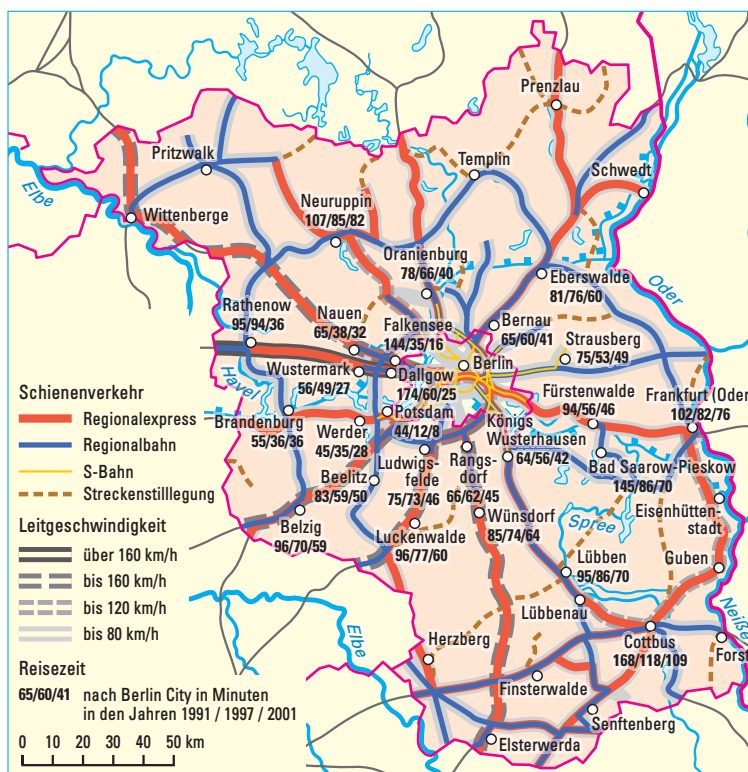 Prenzlau
Pritzwalk
Templin
Schwedt
Elbe
Wittenberge
Neuruppin
107/85/82
Oranienburg
78/66/40
Eberswalde
81/76/60
Oder
Rathenow
95/94/36
Nauen
65/38/32
Falkensee
144/35/16
Bernau
65/60/41
Strausberg
75/53/49
Berlin
Wustermark
56/49/27
Dallgow
174/60/25
Havel
Fürstenwalde
94/56/46
Frankfurt (Oder)
102/82/76
Potsdam
44/12/8
Brandenburg
55/36/36
Werder
45/35/28
Königs
Wusterhausen
64/56/42
Bad Saarow-Pieskow
145/86/70
Beelitz
83/59/50
Ludwigs-
felde
75/73/46
Rangs-
dorf
66/62/45
Eisenhütten-
stadt
Belzig
96/70/59
Luckenwalde
96/77/60
Wünsdorf
85/74/64
Spree
Guben
Lübben
95/86/70
Lübbenau
Neiße
Elbe
Cottbus
168/118/109
Forst
Herzberg
Finsterwalde
Senftenberg
Elsterwerda
Schienenverkehr
Regionalexpress
Regionalbahn
S-Bahn
Streckenstilllegung
Leitgeschwindigkeit
über 160 km/h
bis 160 km/h
bis 120 km/h
bis 80 km/h
Reisezeit
65/60/41 nach Berlin City in Minuten
in den Jahren 1991 / 1997 / 2001
0 10 20 30 40 50 km